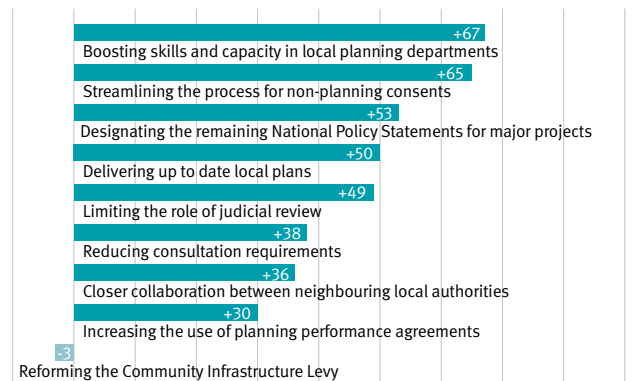 +67
Boosting skills and capacity in local planning departments
+65
Streamlining the process for non-planning consents
+53
Designating the remaining National Policy Statements for major projects
+50
Delivering up to date local plans
+49
Limiting the role of judicial review
+38
Reducing consultation requirements
+36
Closer collaboration between neighbouring local authorities
+30
Increasing the use of planning performance agreements
-3
Reforming the Community Infrastructure Levy